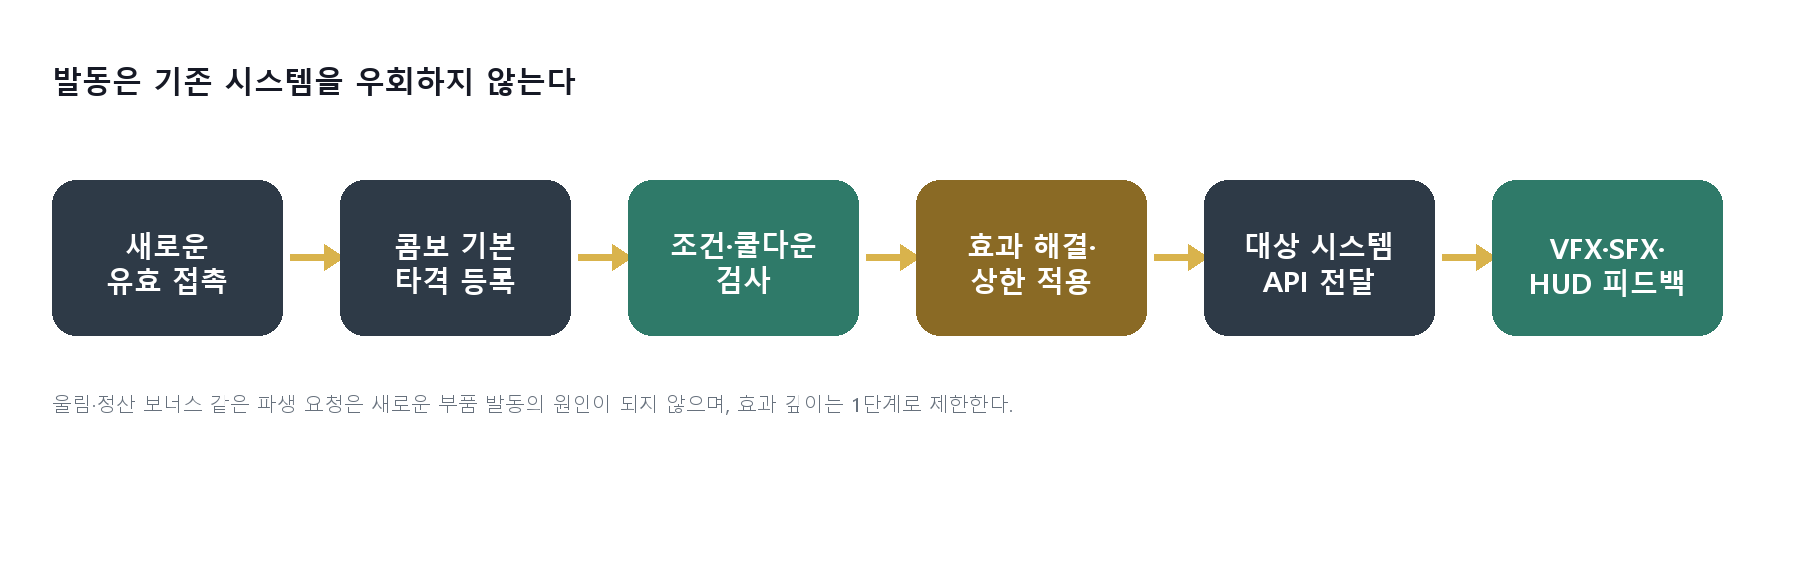 발동은 기존 시스템을 우회하지 않는다
새로운
유효 접촉
콤보 기본
타격 등록
조건·쿨다운
검사
효과 해결·
상한 적용
대상 시스템
API 전달
VFX·SFX·
HUD 피드백
울림·정산 보너스 같은 파생 요청은 새로운 부품 발동의 원인이 되지 않으며, 효과 깊이는 1단계로 제한한다.